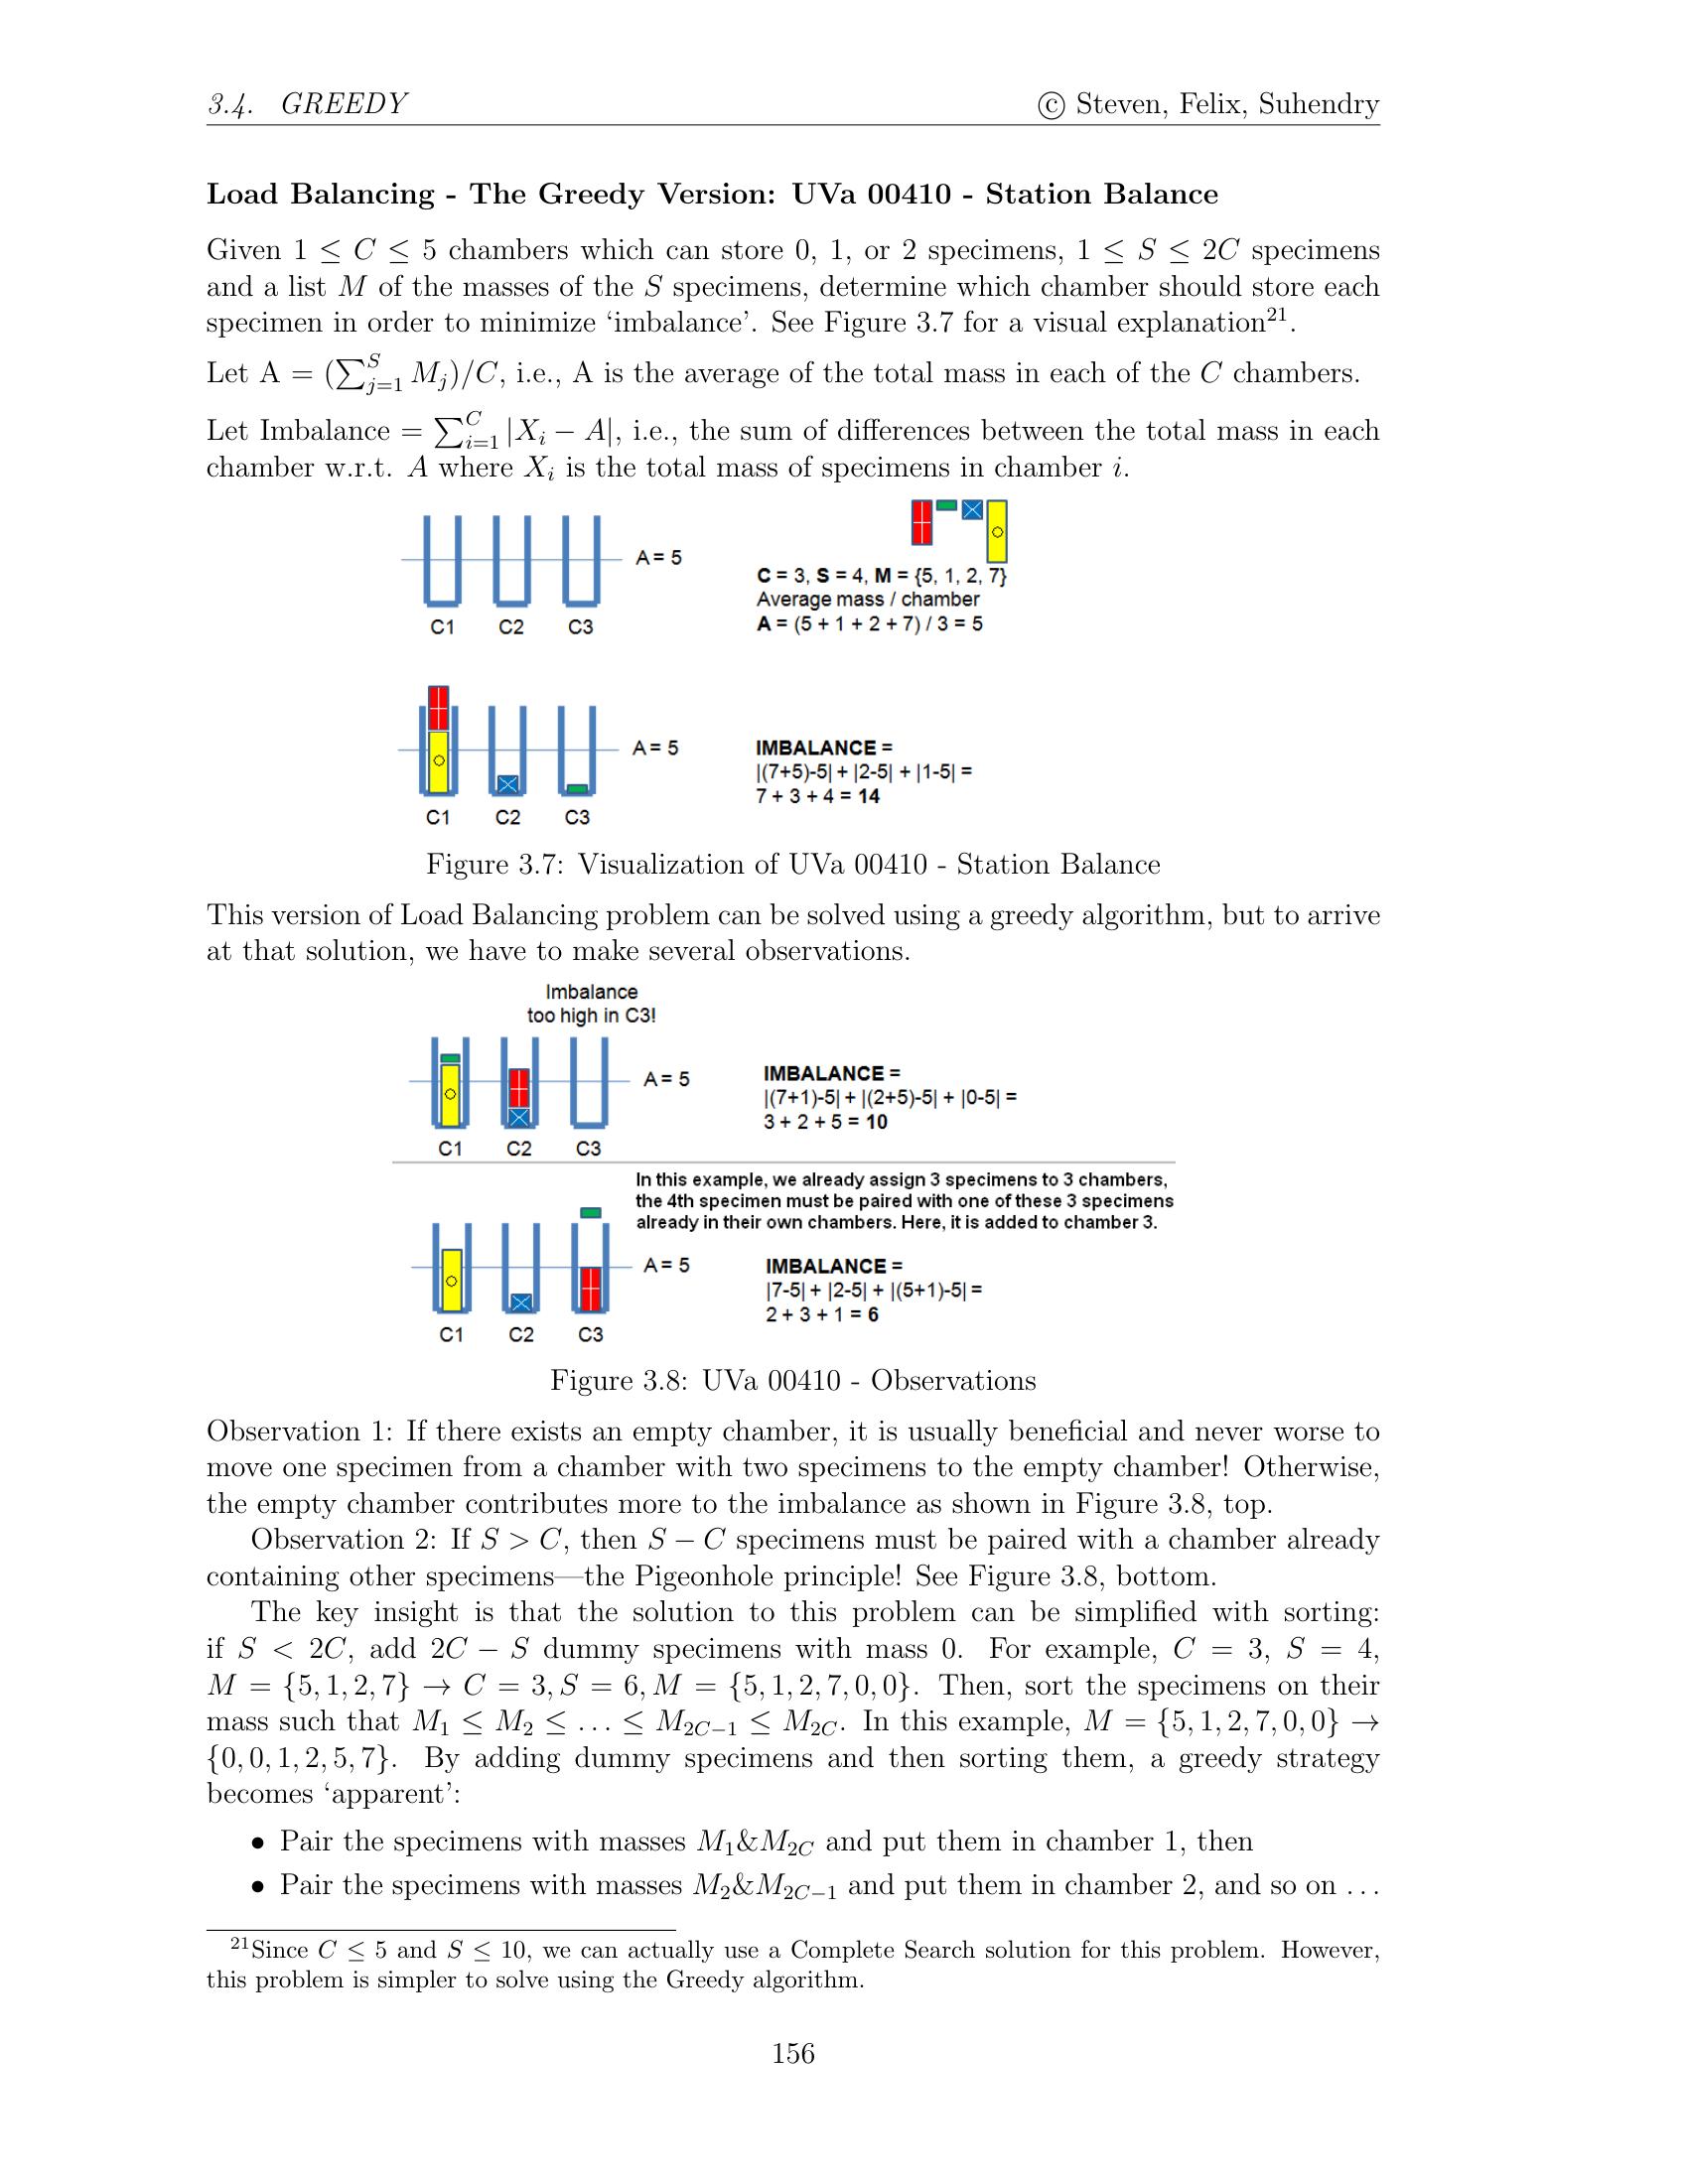 3.4. GREEDY © Steven, Felix, Suhendry
Load Balancing - The Greedy Version: UVa 00410 - Station Balance
Given 1 ≤ C ≤ 5 chambers which can store 0, 1, or 2 specimens, 1 ≤ S ≤ 2C specimens
and a list M of the masses of the S specimens, determine which chamber should store each
specimen in order to minimize ‘imbalance’. See Figure 3.7 for a visual explanation²¹.
Let A = (∑_{j=1}^{S} M_j)/C, i.e., A is the average of the total mass in each of the C chambers.
Let Imbalance = ∑_{i=1}^{C} |X_i − A|, i.e., the sum of differences between the total mass in each
chamber w.r.t. A where X_i is the total mass of specimens in chamber i.
A = 5
C1 C2 C3
C = 3, S = 4, M = {5, 1, 2, 7}
Average mass / chamber
A = (5 + 1 + 2 + 7) / 3 = 5
A = 5
C1 C2 C3
IMBALANCE =
|(7+5)-5| + |2-5| + |1-5| =
7 + 3 + 4 = 14
Figure 3.7: Visualization of UVa 00410 - Station Balance
This version of Load Balancing problem can be solved using a greedy algorithm, but to arrive
at that solution, we have to make several observations.
Imbalance
too high in C3!
A = 5
C1 C2 C3
IMBALANCE =
|(7+1)-5| + |(2+5)-5| + |0-5| =
3 + 2 + 5 = 10
In this example, we already assign 3 specimens to 3 chambers,
the 4th specimen must be paired with one of these 3 specimens
already in their own chambers. Here, it is added to chamber 3.
A = 5
C1 C2 C3
IMBALANCE =
|7-5| + |2-5| + |(5+1)-5| =
2 + 3 + 1 = 6
Figure 3.8: UVa 00410 - Observations
Observation 1: If there exists an empty chamber, it is usually beneficial and never worse to
move one specimen from a chamber with two specimens to the empty chamber! Otherwise,
the empty chamber contributes more to the imbalance as shown in Figure 3.8, top.
Observation 2: If S > C, then S − C specimens must be paired with a chamber already
containing other specimens—the Pigeonhole principle! See Figure 3.8, bottom.
The key insight is that the solution to this problem can be simplified with sorting:
if S < 2C, add 2C − S dummy specimens with mass 0. For example, C = 3, S = 4,
M = {5, 1, 2, 7} → C = 3, S = 6, M = {5, 1, 2, 7, 0, 0}. Then, sort the specimens on their
mass such that M₁ ≤ M₂ ≤ . . . ≤ M_{2C−1} ≤ M_{2C}. In this example, M = {5, 1, 2, 7, 0, 0} →
{0, 0, 1, 2, 5, 7}. By adding dummy specimens and then sorting them, a greedy strategy
becomes ‘apparent’:
• Pair the specimens with masses M₁&M_{2C} and put them in chamber 1, then
• Pair the specimens with masses M₂&M_{2C−1} and put them in chamber 2, and so on . . .
²¹Since C ≤ 5 and S ≤ 10, we can actually use a Complete Search solution for this problem. However,
this problem is simpler to solve using the Greedy algorithm.
156